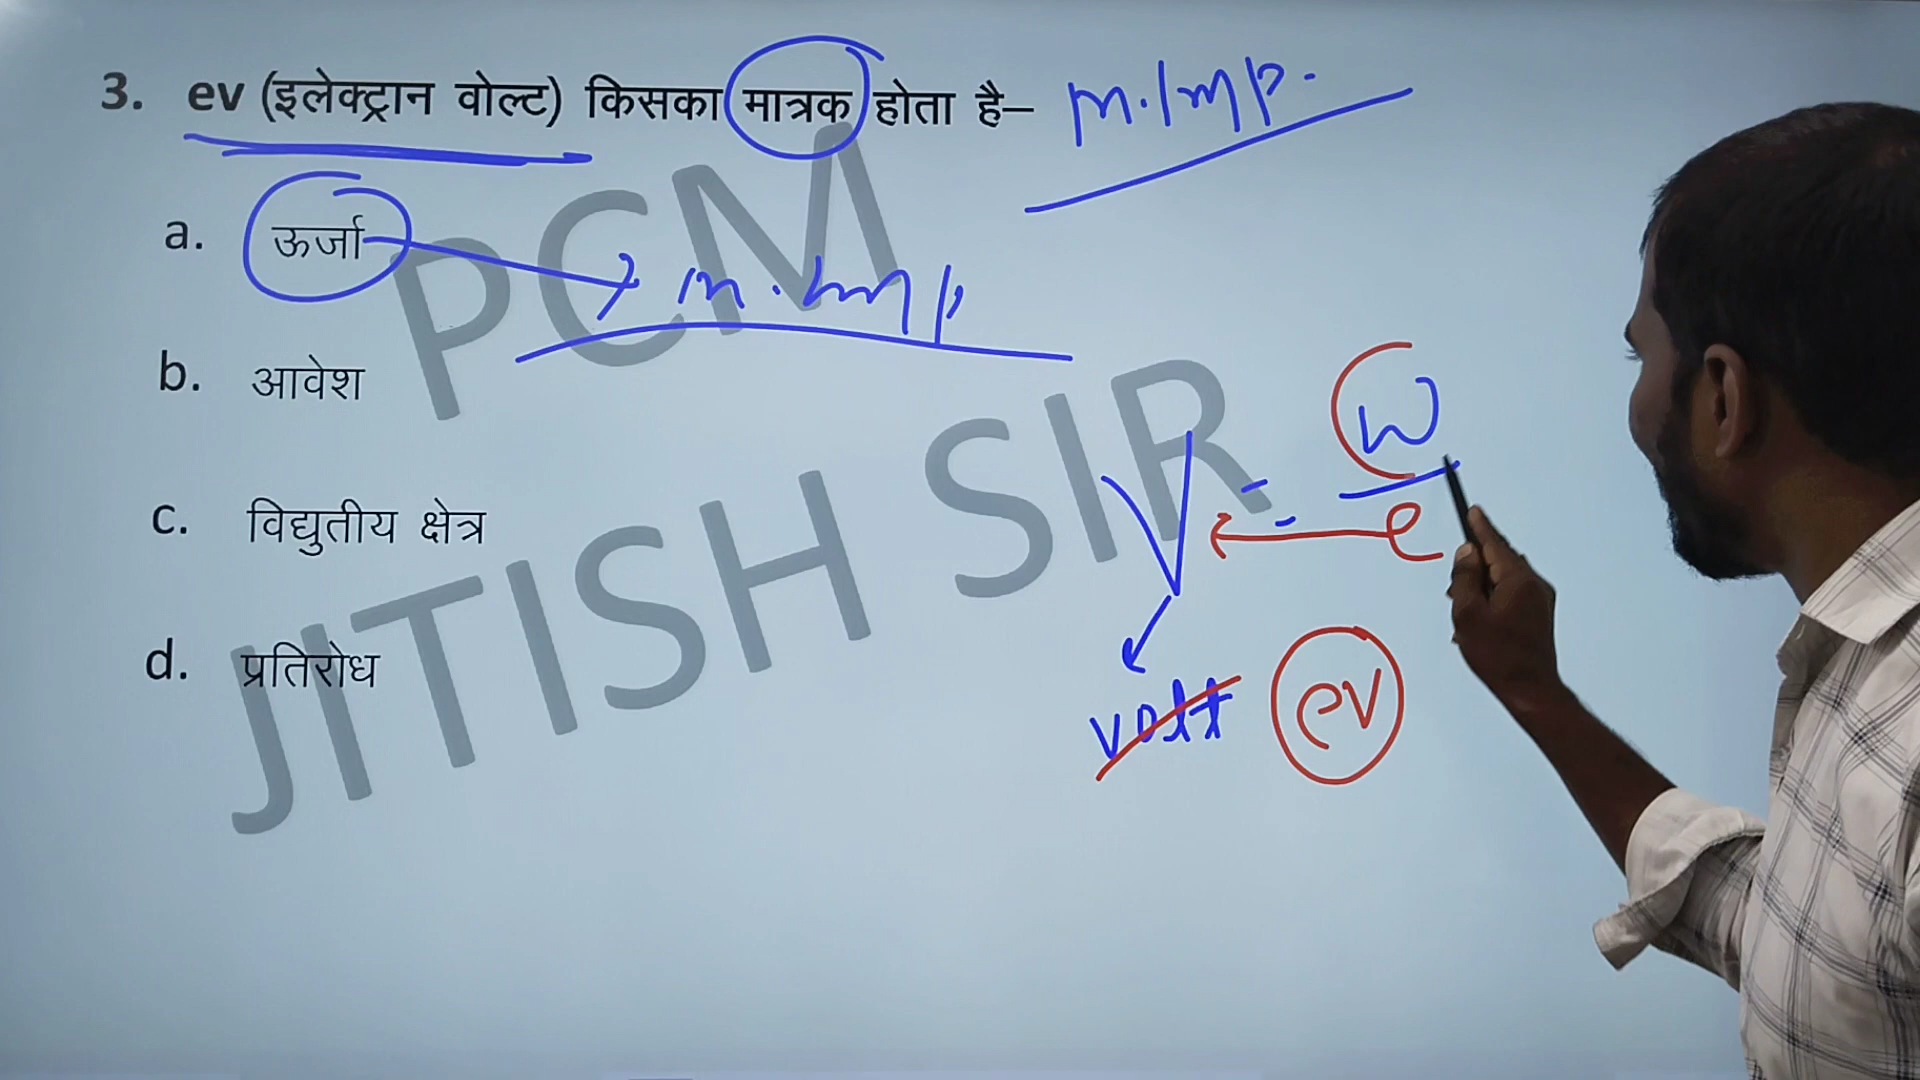 3. ev (इलेक्ट्रान वोल्ट) किसका मात्रक होता है– m.Imp.
a. ऊर्जा m.Imp
b. आवेश
c. विद्युतीय क्षेत्र
d. प्रतिरोध
V = W
e
volt ev
PCM
JITISH SIR